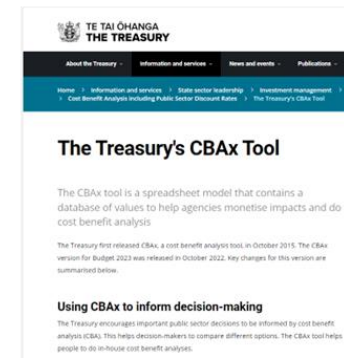 TE TAI ŌHANGA
THE TREASURY
About the Treasury
Information and services
News and events
Publications
Home > Information and services > State sector leadership > Investment management >
> Cost Benefit Analysis including Public Sector Discount Rates > The Treasury's CBAx Tool
The Treasury's CBAx Tool
The CBAx tool is a spreadsheet model that contains a
database of values to help agencies monetise impacts and do
cost benefit analysis
The Treasury first released CBAx, a cost benefit analysis tool, in October 2015. The CBAx
version for Budget 2023 was released in October 2022. Key changes for this version are
summarised below.
Using CBAx to inform decision-making
The Treasury encourages important public sector decisions to be informed by cost benefit
analysis (CBA). This helps decision-makers to compare different options. The CBAx tool helps
people to do in-house cost benefit analyses.